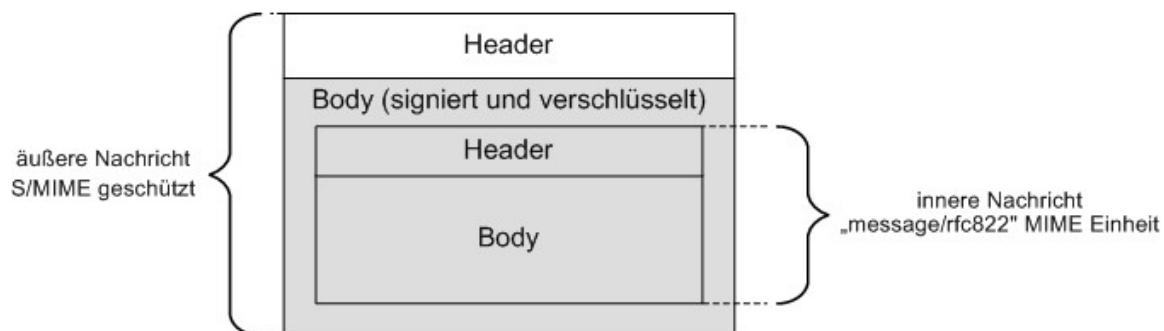 Header
Body (signiert und verschlüsselt)
Header
Body
äußere Nachricht
S/MIME geschützt
innere Nachricht
„message/rfc822" MIME Einheit